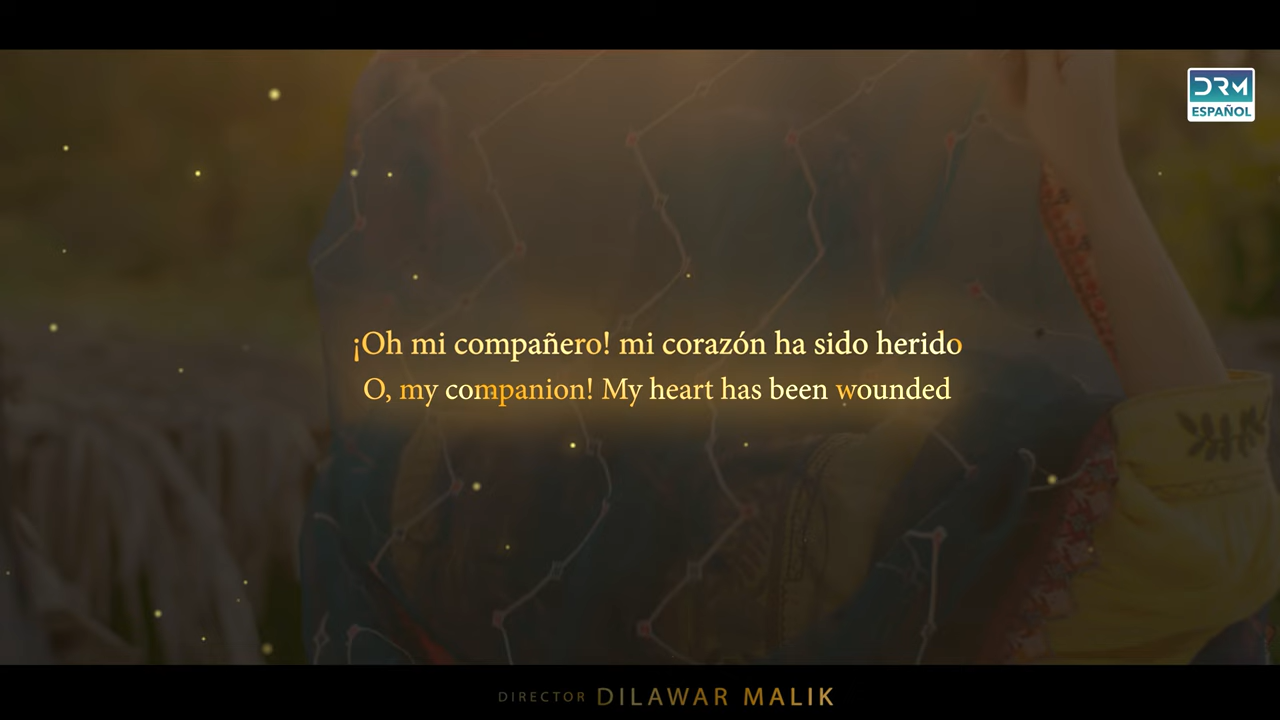 DRM
ESPAÑOL
¡Oh mi compañero! mi corazón ha sido herido
O, my companion! My heart has been wounded
DIRECTOR DILAWAR MALIK